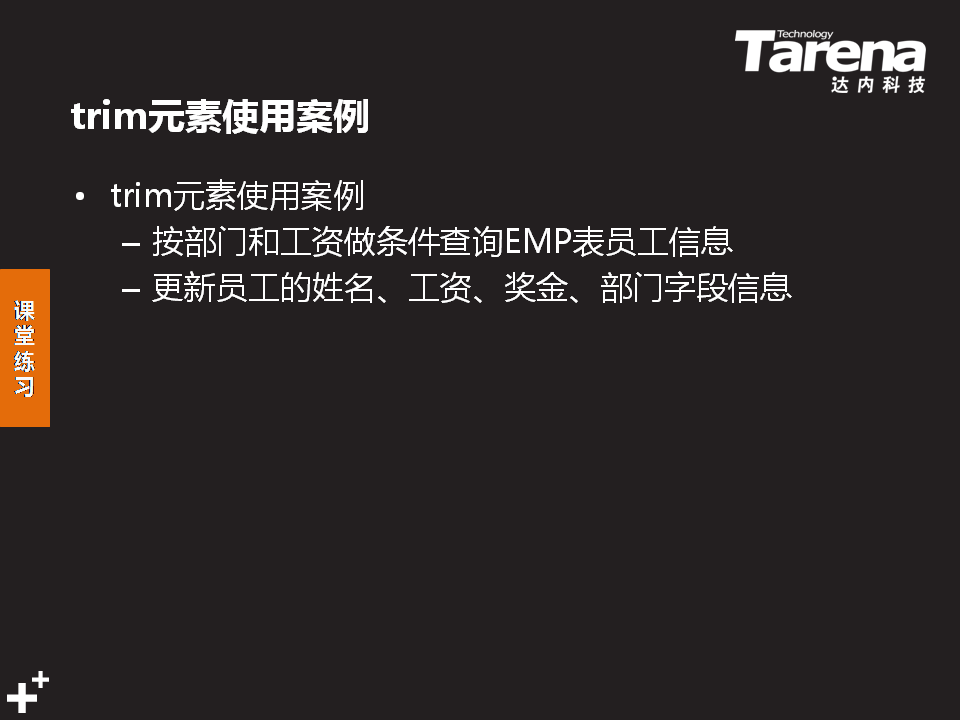 Technology
Tarena
达内科技
trim元素使用案例
• trim元素使用案例
– 按部门和工资做条件查询EMP表员工信息
– 更新员工的姓名、工资、奖金、部门字段信息
课堂练习